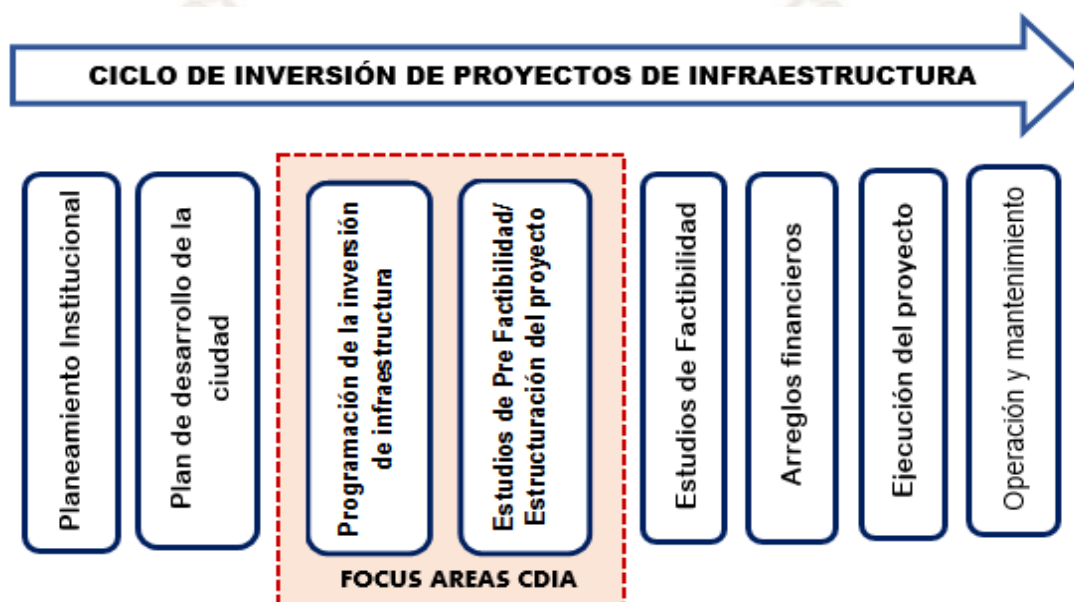 CICLO DE INVERSIÓN DE PROYECTOS DE INFRAESTRUCTURA
Planeamiento Institucional
Plan de desarrollo de la
ciudad
Programación de la inversión
de infraestructura
Estudios de Pre Factibilidad/
Estructuración del proyecto
Estudios de Factibilidad
Arreglos financieros
Ejecución del proyecto
Operación y mantenimiento
FOCUS AREAS CDIA